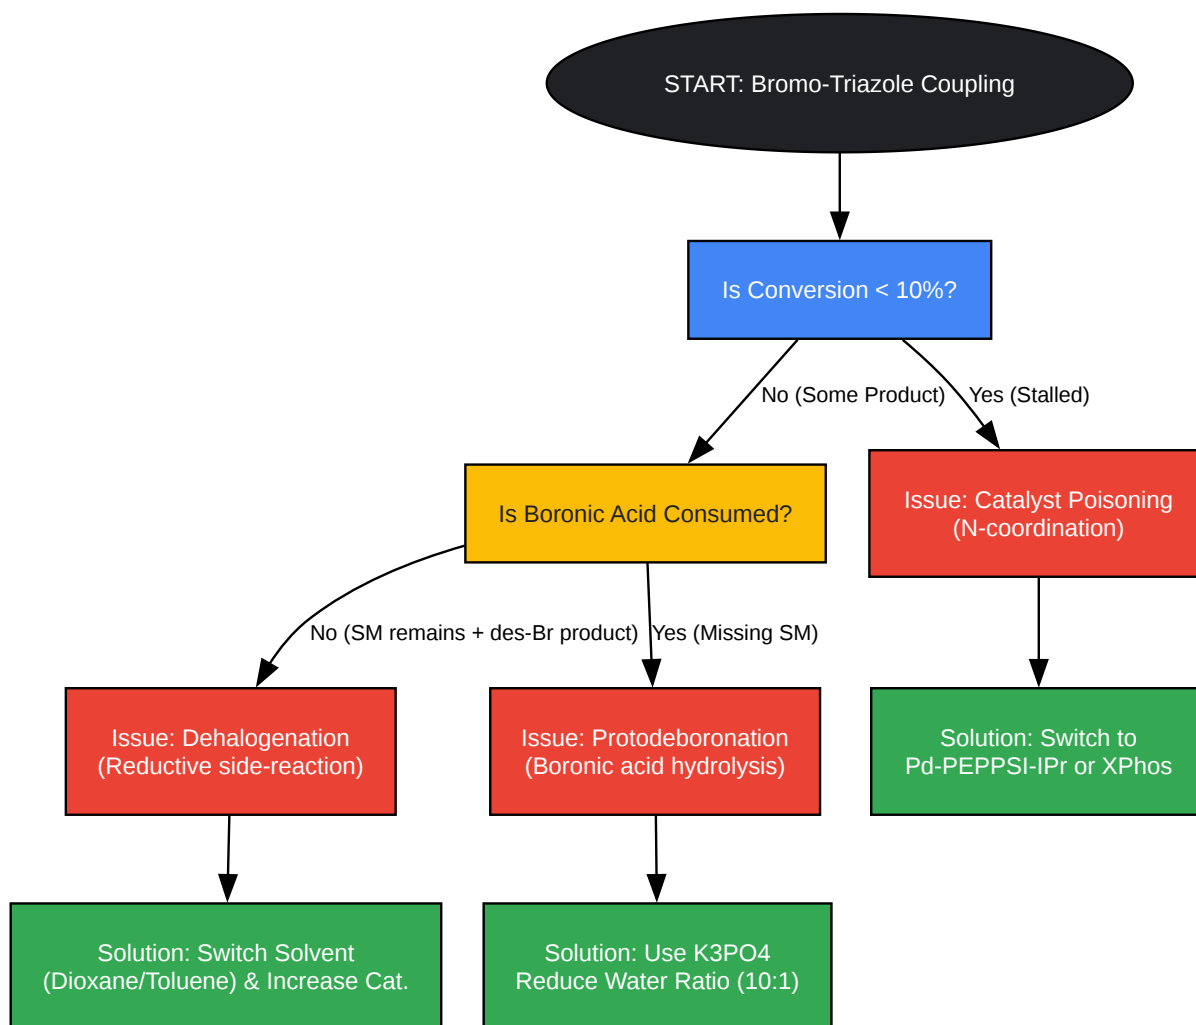 START: Bromo-Triazole Coupling
Is Conversion < 10%?
No (Some Product)
Yes (Stalled)
Is Boronic Acid Consumed?
Issue: Catalyst Poisoning
(N-coordination)
No (SM remains + des-Br product)
Yes (Missing SM)
Issue: Dehalogenation
(Reductive side-reaction)
Issue: Protodeboronation
(Boronic acid hydrolysis)
Solution: Switch to
Pd-PEPPSI-IPr or XPhos
Solution: Switch Solvent
(Dioxane/Toluene) & Increase Cat.
Solution: Use K3PO4
Reduce Water Ratio (10:1)